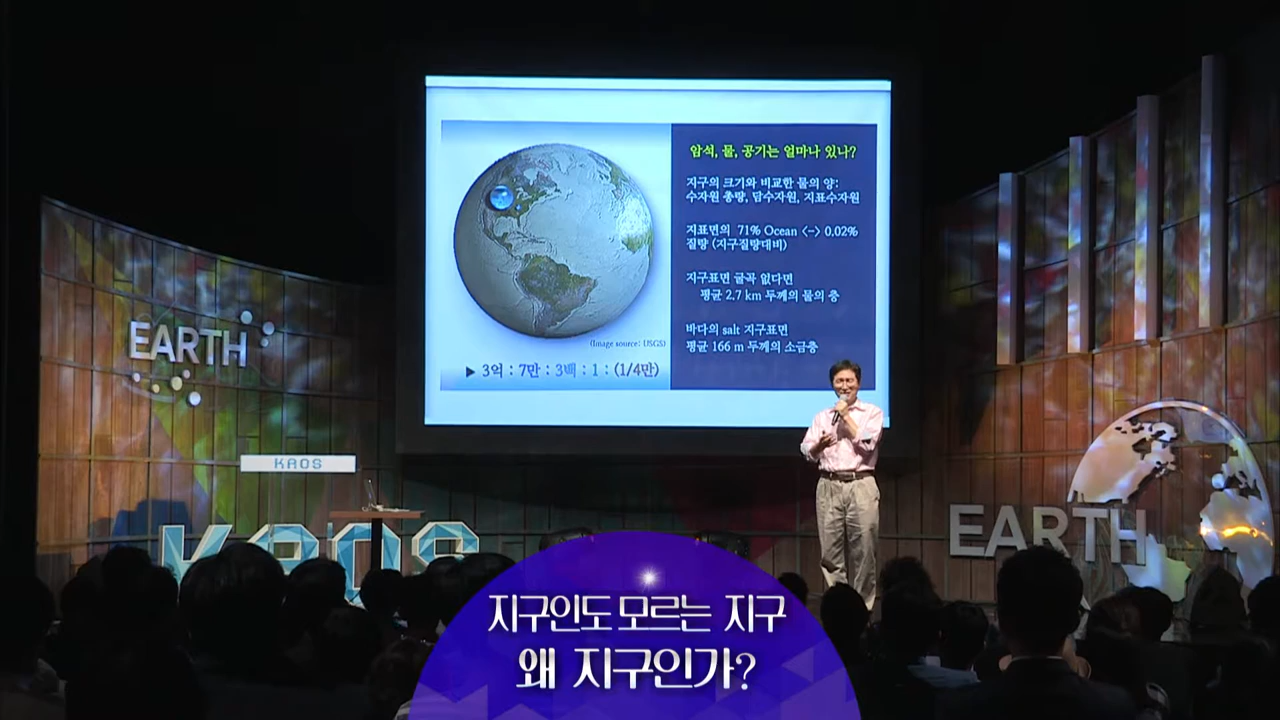 암석, 물, 공기는 얼마나 있나?
지구의 크기와 비교한 물의 양:
수자원 총량, 담수자원, 지표수자원
지표면의 71% Ocean <-> 0.02%
질량 (지구질량대비)
지구표면 굴곡 없다면
평균 2.7 km 두께의 물의 층
바다의 salt 지구표면
평균 166 m 두께의 소금층
(Image source: USGS)
▶ 3억 : 7만 : 3백 : 1 : (1/4만)
EARTH
KAOS
KAOS
EARTH
지구인도 모르는 지구
왜 지구인가?